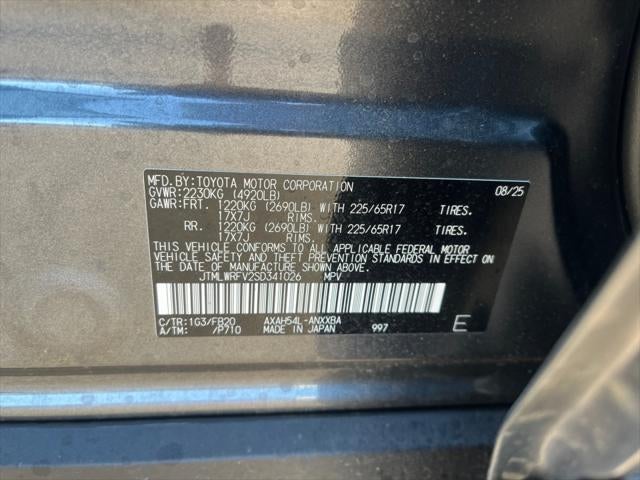 MFD.BY:TOYOTA MOTOR CORPORATION 08/25
GVWR:2230KG (4920LB)
GAWR:FRT. 1220KG (2690LB) WITH 225/65R17 TIRES.
17X7J RIMS.
RR. 1220KG (2690LB) WITH 225/65R17 TIRES.
17X7J RIMS.
THIS VEHICLE CONFORMS TO ALL APPLICABLE FEDERAL MOTOR
VEHICLE SAFETY AND THEFT PREVENTION STANDARDS IN EFFECT
ON THE DATE OF MANUFACTURE SHOWN ABOVE.
JTMLWRFV2SD341026 MPV
C/TR:1G3/FB20 AXAH54L-ANXXBA
A/TM: /P710 MADE IN JAPAN 997 E